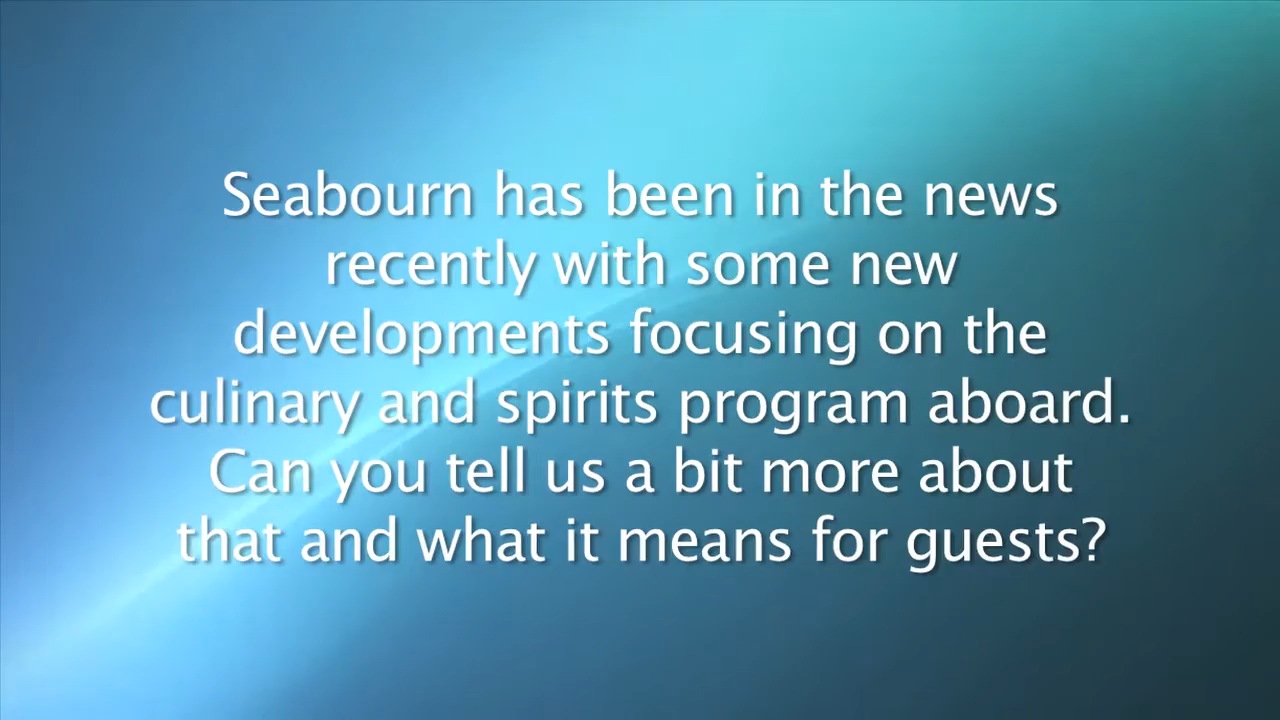 Seabourn has been in the news
recently with some new
developments focusing on the
culinary and spirits program aboard.
Can you tell us a bit more about
that and what it means for guests?